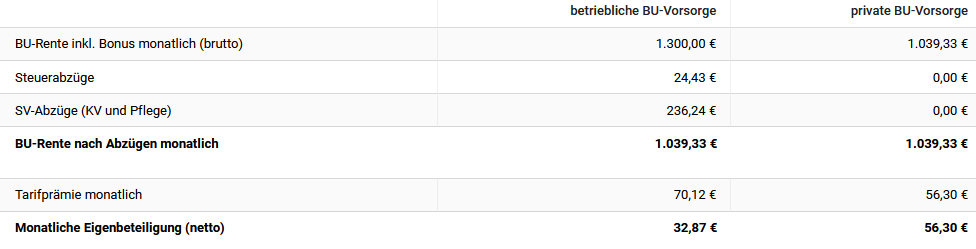 betriebliche BU-Vorsorge private BU-Vorsorge
BU-Rente inkl. Bonus monatlich (brutto) 1.300,00 € 1.039,33 €
Steuerabzüge 24,43 € 0,00 €
SV-Abzüge (KV und Pflege) 236,24 € 0,00 €
BU-Rente nach Abzügen monatlich 1.039,33 € 1.039,33 €
Tarifprämie monatlich 70,12 € 56,30 €
Monatliche Eigenbeteiligung (netto) 32,87 € 56,30 €